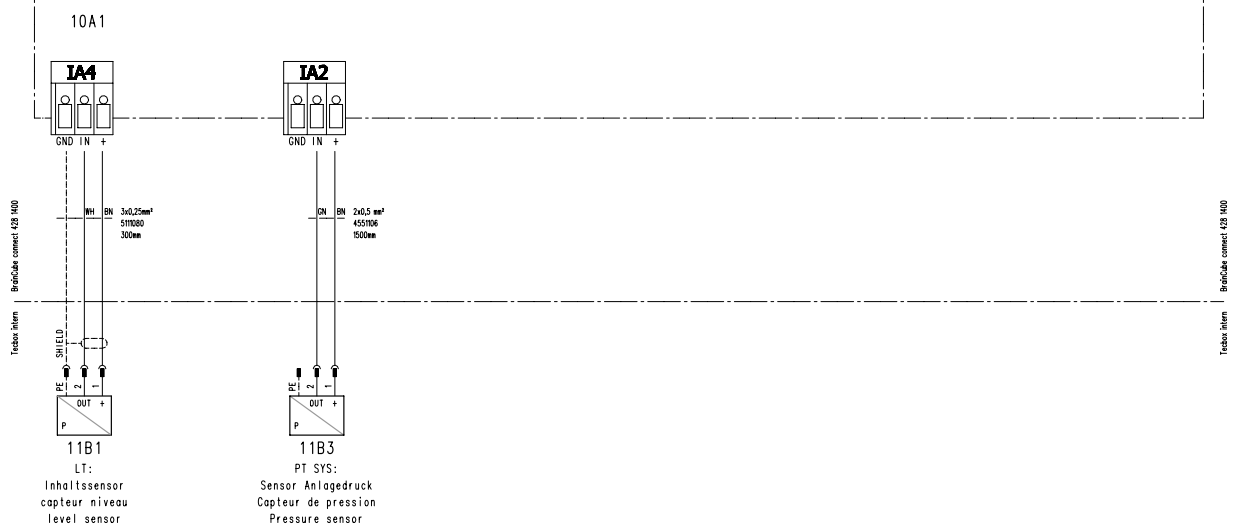 10A1
IA4
IA2
GND IN +
GND IN +
WH BN 3x0,25mm²
5111080
300mm
GN BN 2x0,5 mm²
4551106
1500mm
BrainCube connect 428 1400
BrainCube connect 428 1400
Tecbox intern
Tecbox intern
SHIELD
PE 2 1
PE 2 1
OUT +
P
OUT +
P
11B1
LT:
Inhaltssensor
capteur niveau
level sensor
11B3
PT SYS:
Sensor Anlagedruck
Capteur de pression
Pressure sensor